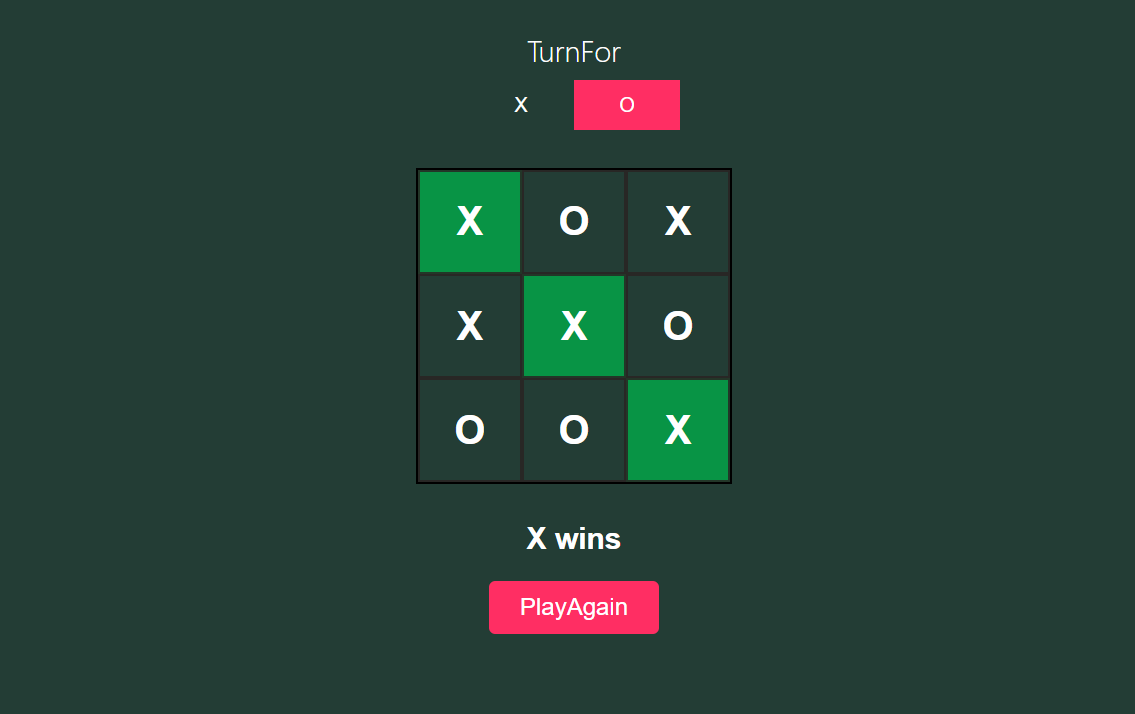 TurnFor
X O
X O X
X X O
O O X
X wins
PlayAgain